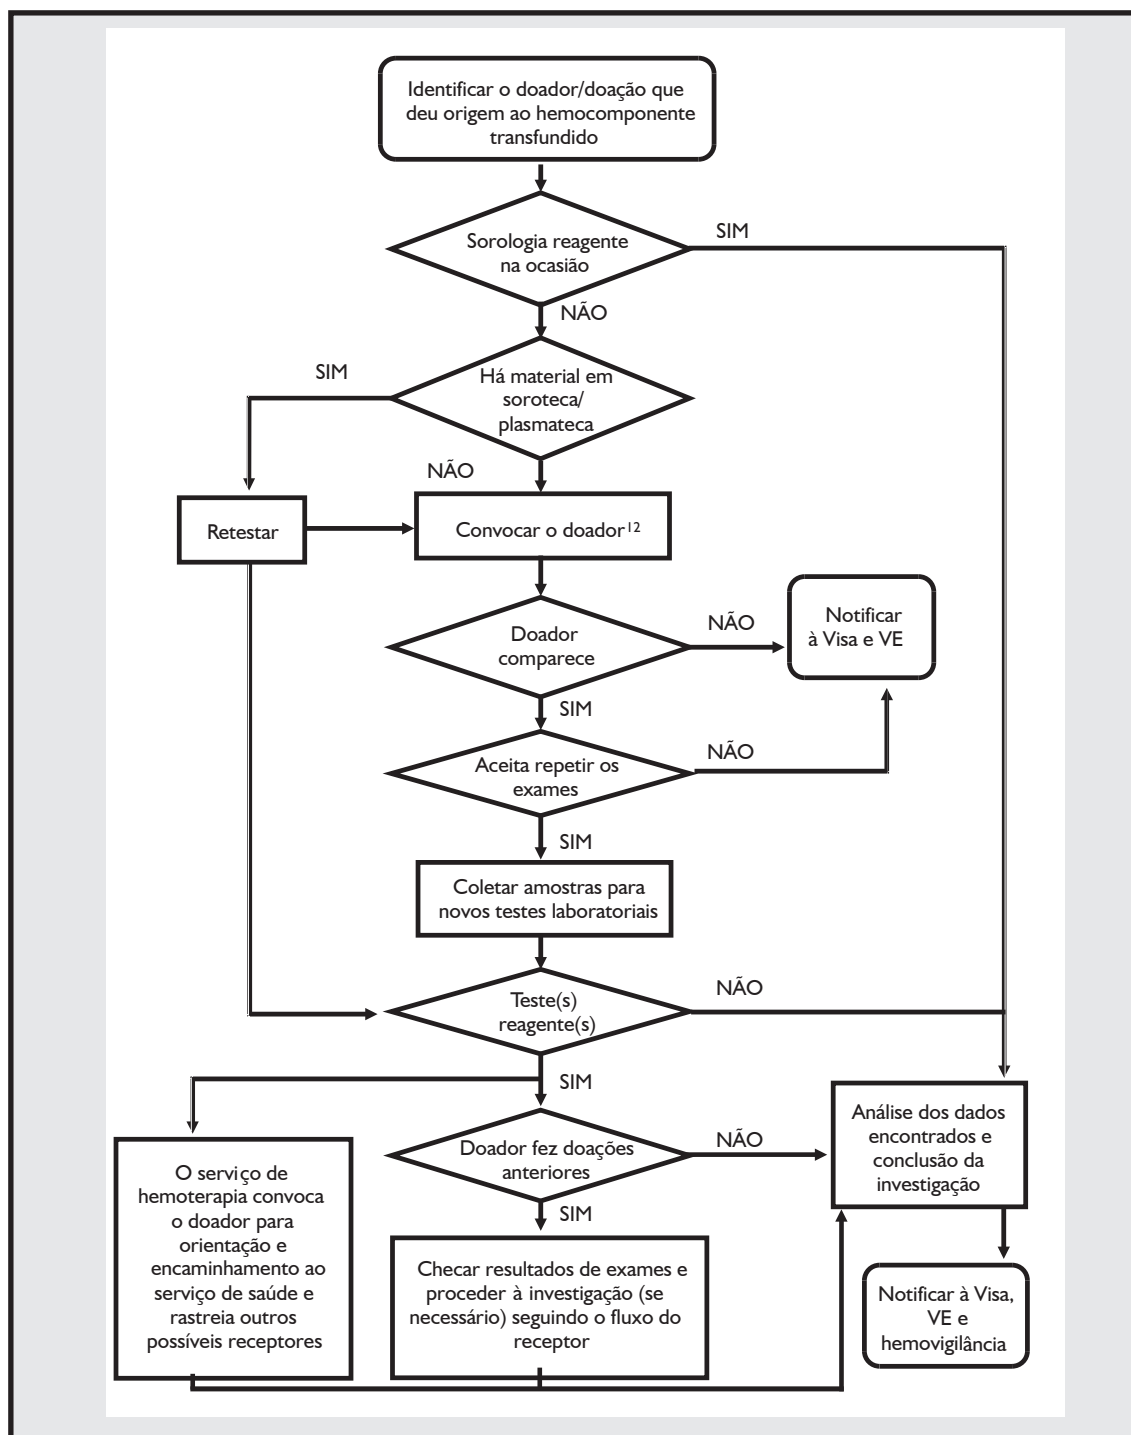 Identificar o doador/doação que
deu origem ao hemocomponente
transfundido
Sorologia reagente
na ocasião
SIM
NÃO
Há material em
soroteca/
plasmateca
SIM
NÃO
Retestar
Convocar o doador¹²
Doador
comparece
NÃO
Notificar
à Visa e VE
SIM
Aceita repetir os
exames
NÃO
SIM
Coletar amostras para
novos testes laboratoriais
Teste(s)
reagente(s)
NÃO
SIM
Doador fez doações
anteriores
NÃO
Análise dos dados
encontrados e
conclusão da
investigação
O serviço de
hemoterapia convoca
o doador para
orientação e
encaminhamento ao
serviço de saúde e
rastreia outros
possíveis receptores
SIM
Checar resultados de exames e
proceder à investigação (se
necessário) seguindo o fluxo do
receptor
Notificar à Visa,
VE e
hemovigilância